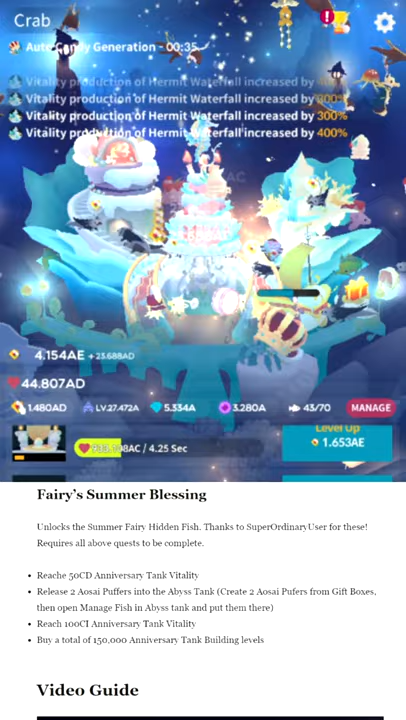 Crab
Auto Candy Generation - 00:35
Vitality production of Hermit Waterfall increased by
Vitality production of Hermit Waterfall increased by 300%
Vitality production of Hermit Waterfall increased by 300%
Vitality production of Hermit Waterfall increased by 400%
4.154AE + 23.688AD
44.807AD
1.480AD LV.27.472A 5.334A 3.280A 43/70 MANAGE
AC / 4.25 Sec
Level Up
1.653AE
Fairy's Summer Blessing
Unlocks the Summer Fairy Hidden Fish. Thanks to SuperOrdinaryUser for these!
Requires all above quests to be complete.
• Reache 50CD Anniversary Tank Vitality
• Release 2 Aosai Puffers into the Abyss Tank (Create 2 Aosai Pufers from Gift Boxes,
then open Manage Fish in Abyss tank and put them there)
• Reach 100CI Anniversary Tank Vitality
• Buy a total of 150,000 Anniversary Tank Building levels
Video Guide